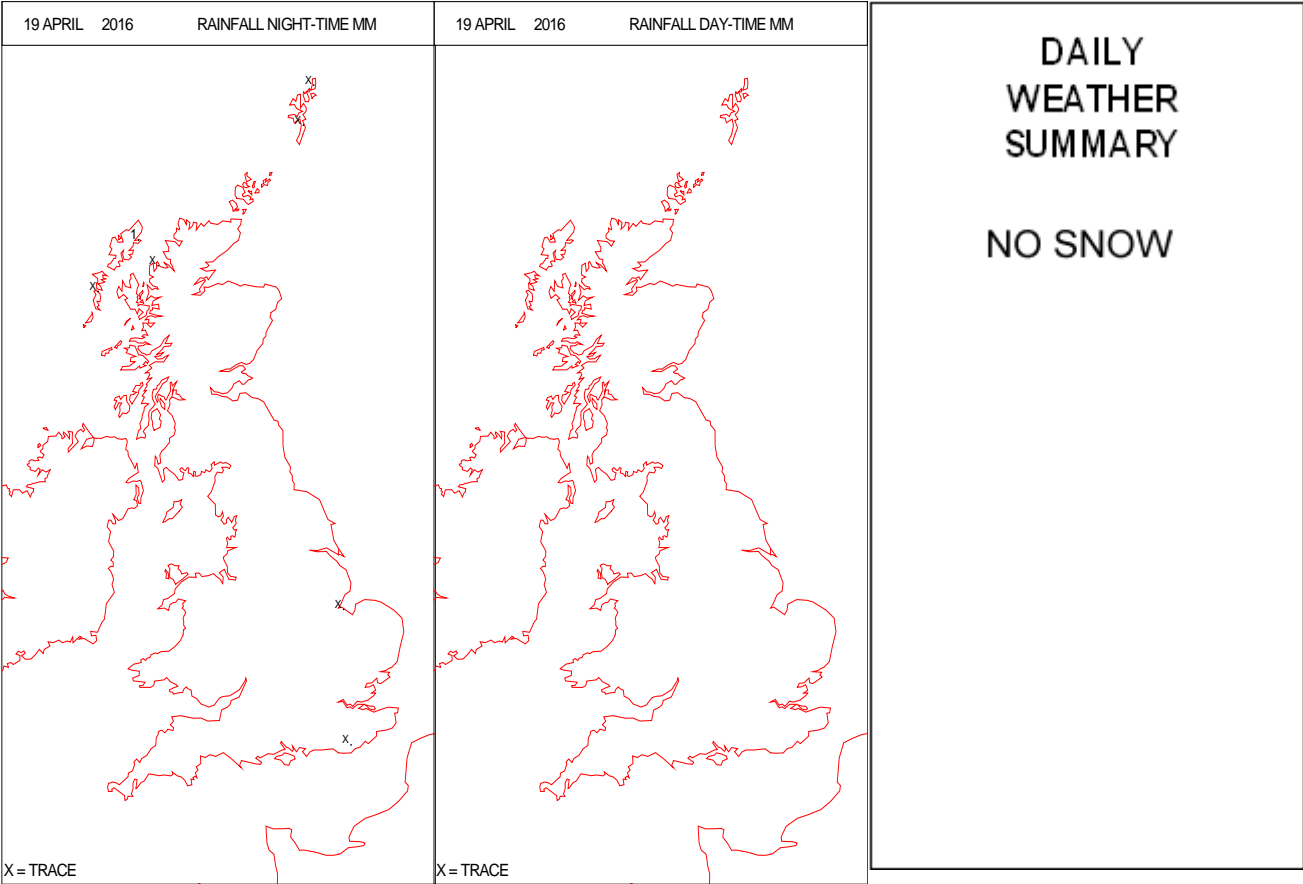 19 APRIL 2016 RAINFALL NIGHT-TIME MM
X
X
1
X
X
X
X
X = TRACE
19 APRIL 2016 RAINFALL DAY-TIME MM
X = TRACE
DAILY
WEATHER
SUMMARY
NO SNOW